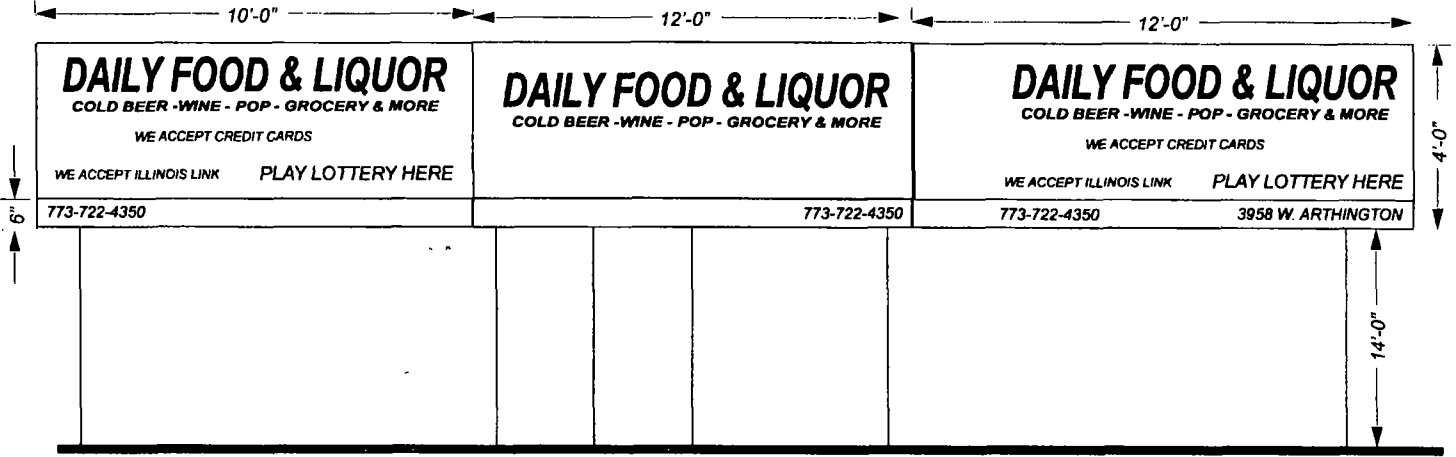 10'-0"
12'-0"
12'-0"
DAILY FOOD & LIQUOR
COLD BEER -WINE - POP - GROCERY & MORE
WE ACCEPT CREDIT CARDS
WE ACCEPT ILLINOIS LINK PLAY LOTTERY HERE
773-722-4350
DAILY FOOD & LIQUOR
COLD BEER -WINE - POP - GROCERY & MORE
773-722-4350
DAILY FOOD & LIQUOR
COLD BEER -WINE - POP - GROCERY & MORE
WE ACCEPT CREDIT CARDS
WE ACCEPT ILLINOIS LINK PLAY LOTTERY HERE
773-722-4350 3958 W. ARTHINGTON
6"
4'-0"
14'-0"